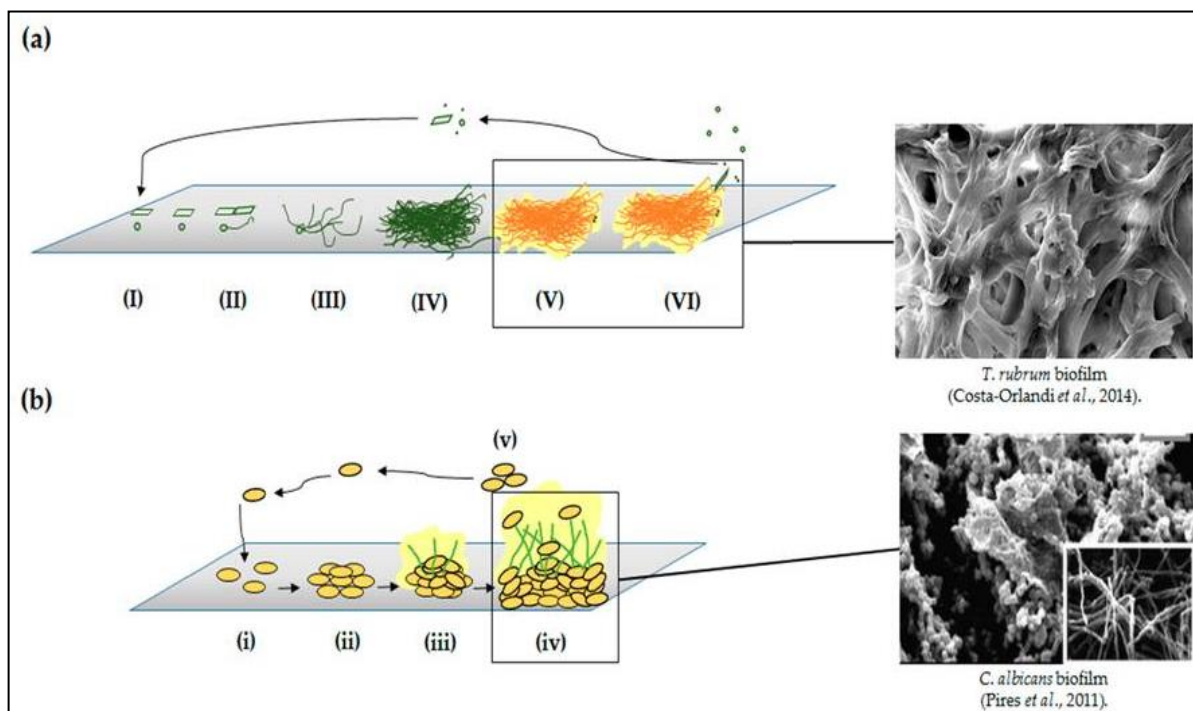 (a)
(I)
(II)
(III)
(IV)
(V)
(VI)
T. rubrum biofilm
(Costa-Orlandi et al., 2014).
(b)
(v)
(i)
(ii)
(iii)
(iv)
C. albicans biofilm
(Pires et al., 2011).